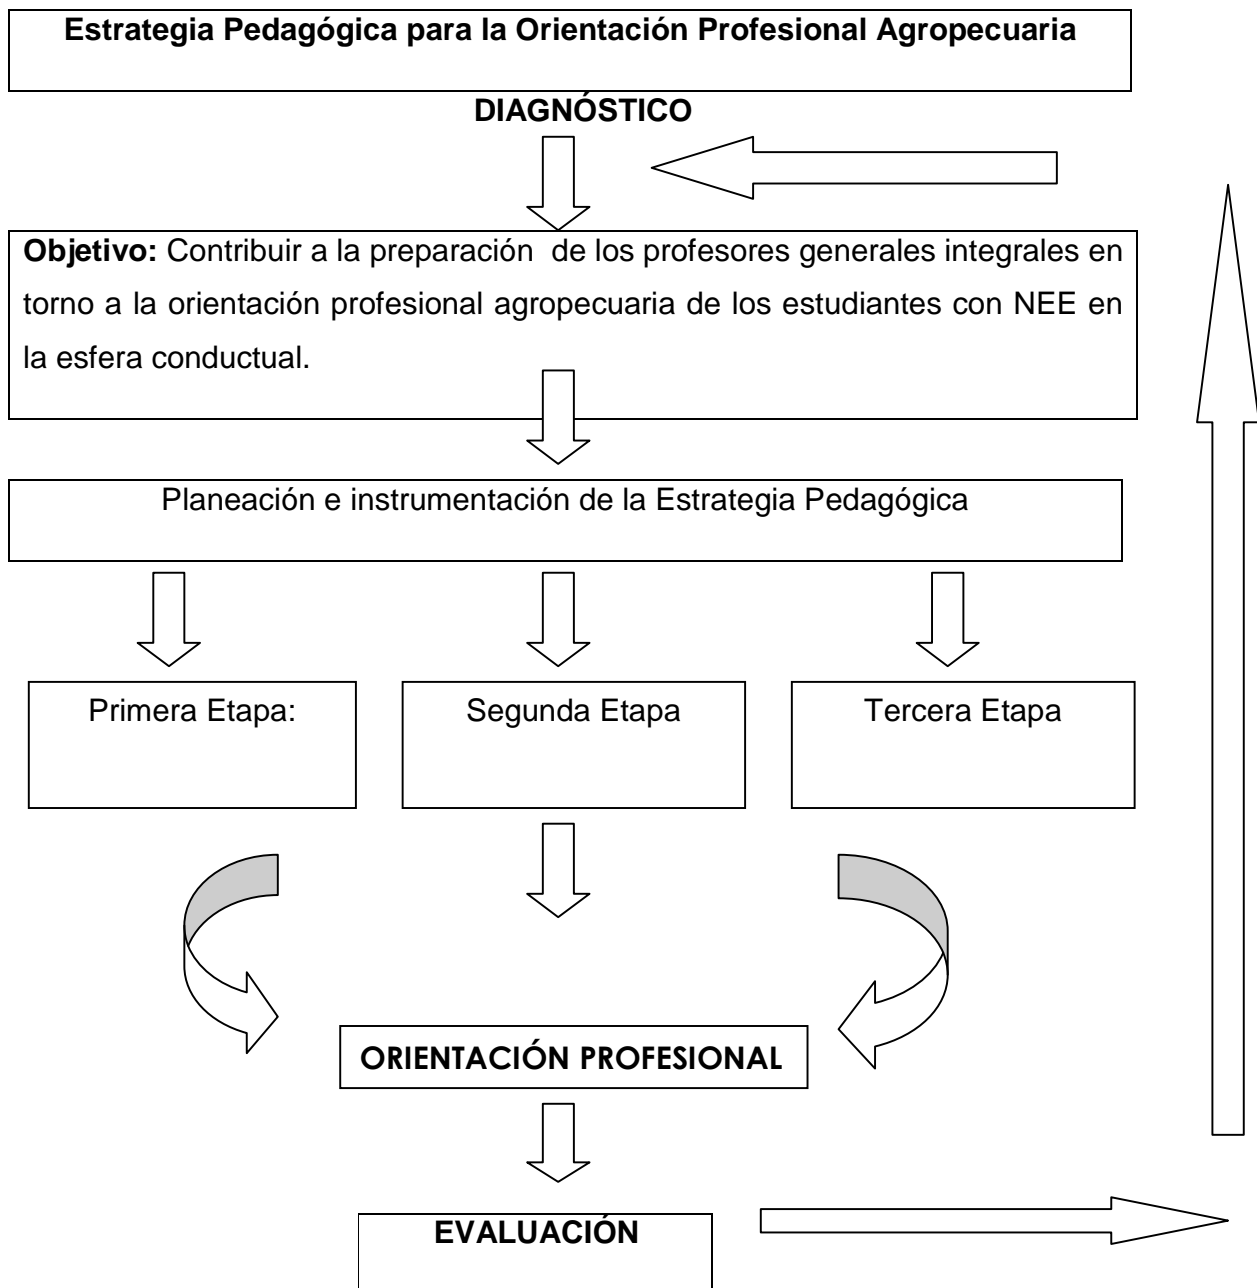 Estrategia Pedagógica para la Orientación Profesional Agropecuaria
DIAGNÓSTICO
Objetivo: Contribuir a la preparación de los profesores generales integrales en
torno a la orientación profesional agropecuaria de los estudiantes con NEE en
la esfera conductual.
Planeación e instrumentación de la Estrategia Pedagógica
Primera Etapa:
Segunda Etapa
Tercera Etapa
ORIENTACIÓN PROFESIONAL
EVALUACIÓN